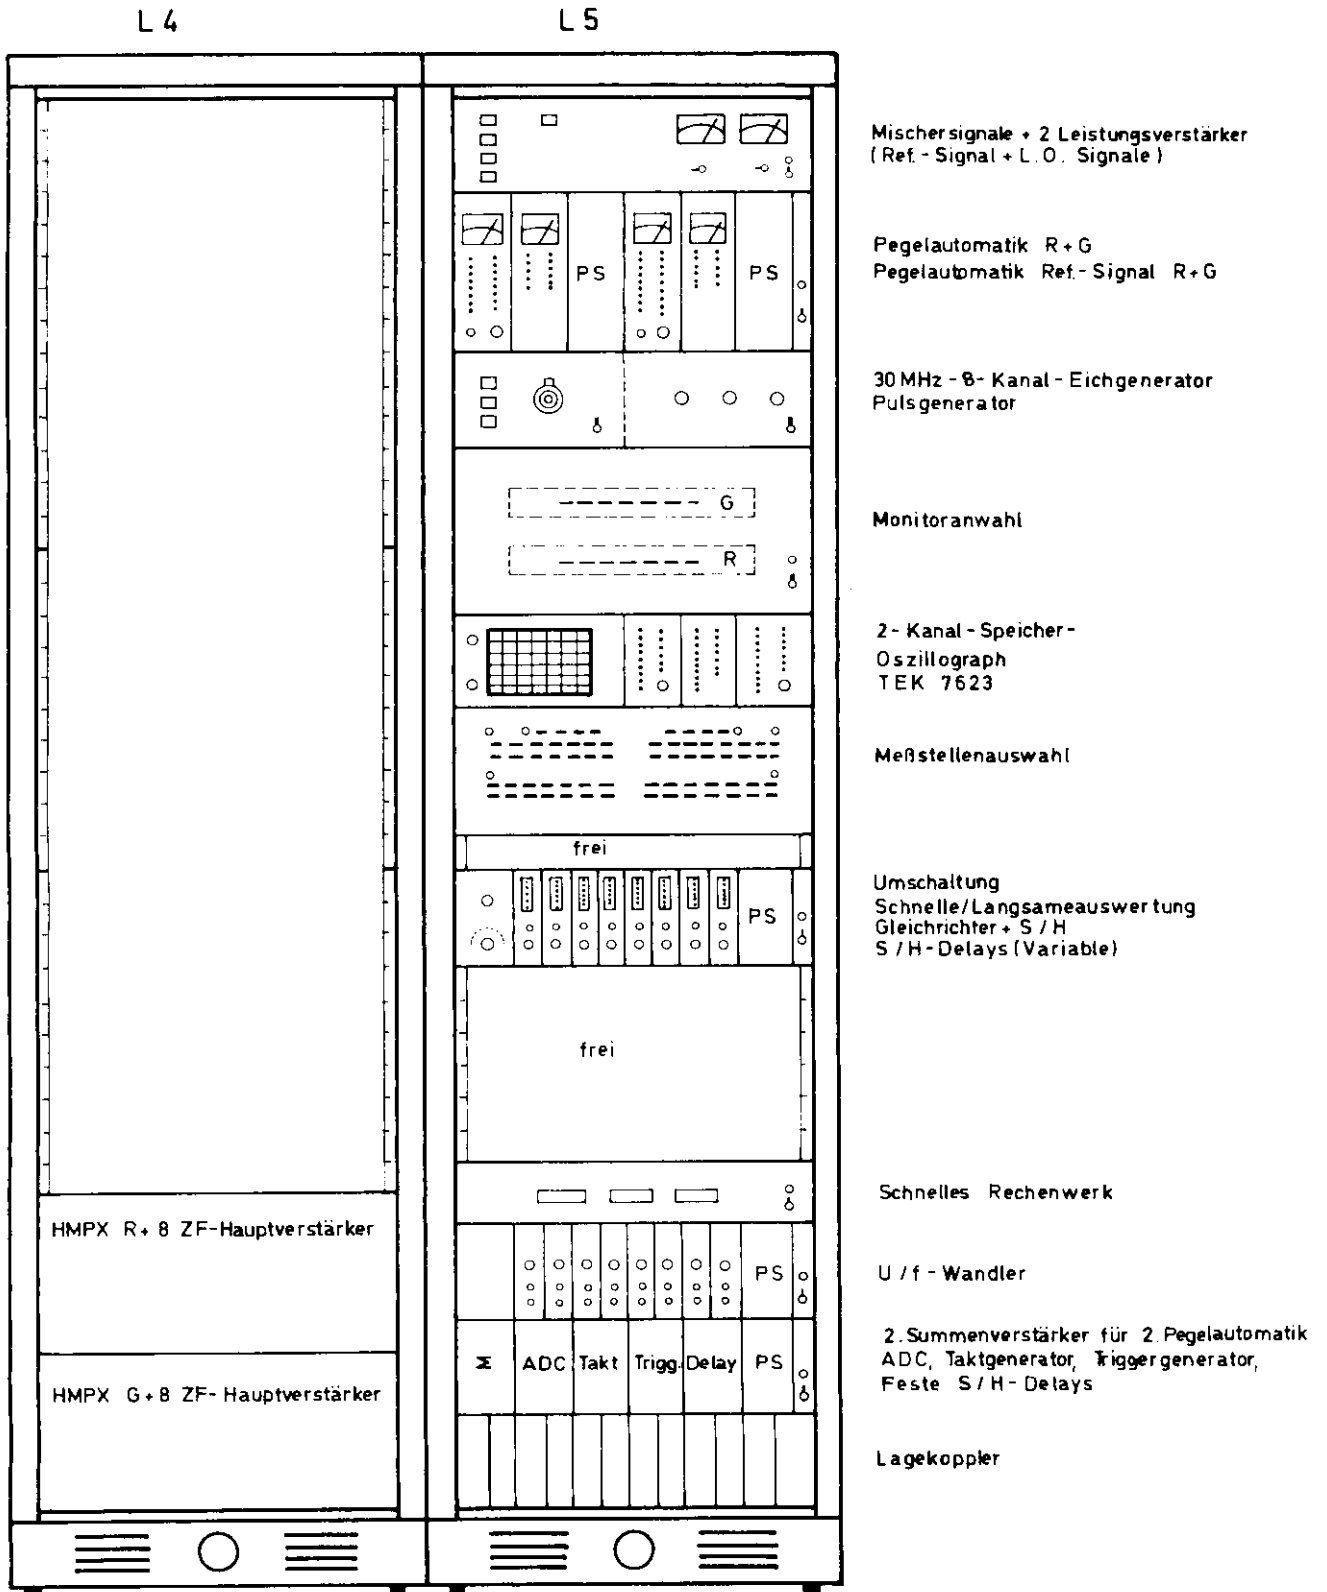 L 4
L 5
Mischersignale + 2 Leistungsverstärker
(Ref.-Signal + L.O. Signale)
PS
PS
Pegelautomatik R+G
Pegelautomatik Ref.-Signal R+G
30 MHz-8-Kanal-Eichgenerator
Pulsgenerator
G
R
Monitoranwahl
2-Kanal-Speicher-
Oszillograph
TEK 7623
Meßstellenauswahl
frei
PS
Umschaltung
Schnelle/Langsameauswertung
Gleichrichter + S/H
S/H-Delays (Variable)
frei
Schnelles Rechenwerk
HMPX R+8 ZF-Hauptverstärker
PS
U/f-Wandler
Σ ADC Takt Trigg. Delay PS
2. Summenverstärker für 2. Pegelautomatik
ADC, Taktgenerator, Triggergenerator,
Feste S/H-Delays
HMPX G+8 ZF-Hauptverstärker
Lagekoppler